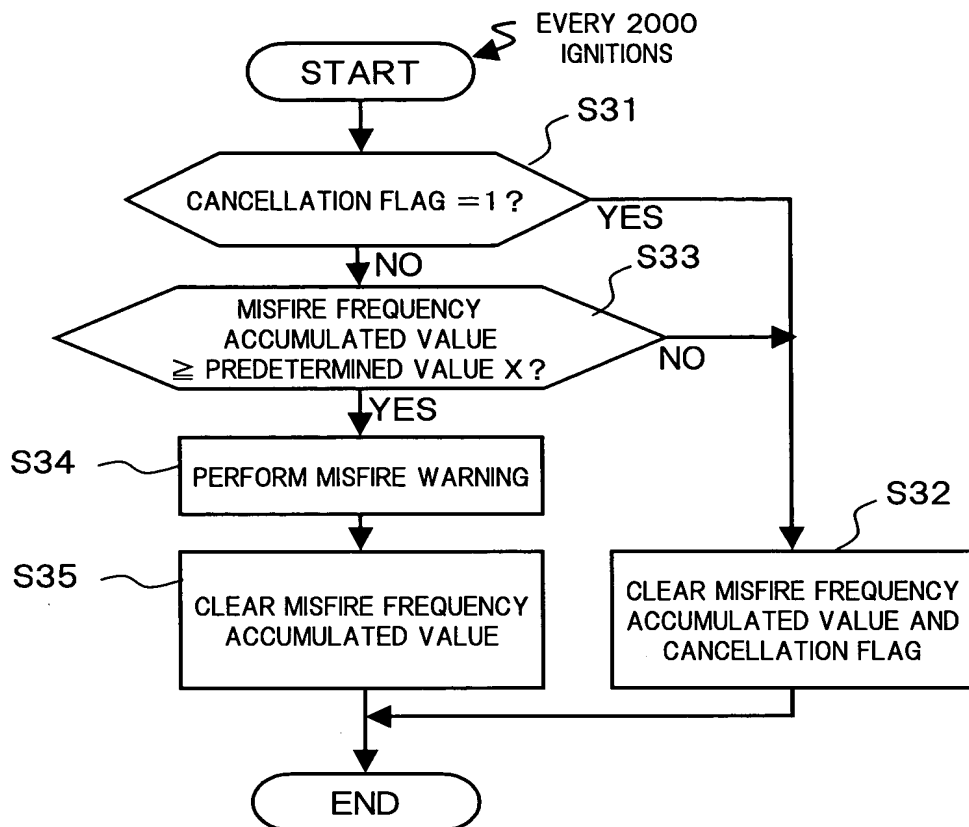 EVERY 2000
IGNITIONS
START
S31
CANCELLATION FLAG =1?
YES
NO
S33
MISFIRE FREQUENCY
ACCUMULATED VALUE
≧ PREDETERMINED VALUE X?
NO
YES
S34
PERFORM MISFIRE WARNING
S32
S35
CLEAR MISFIRE FREQUENCY
ACCUMULATED VALUE
CLEAR MISFIRE FREQUENCY
ACCUMULATED VALUE AND
CANCELLATION FLAG
END